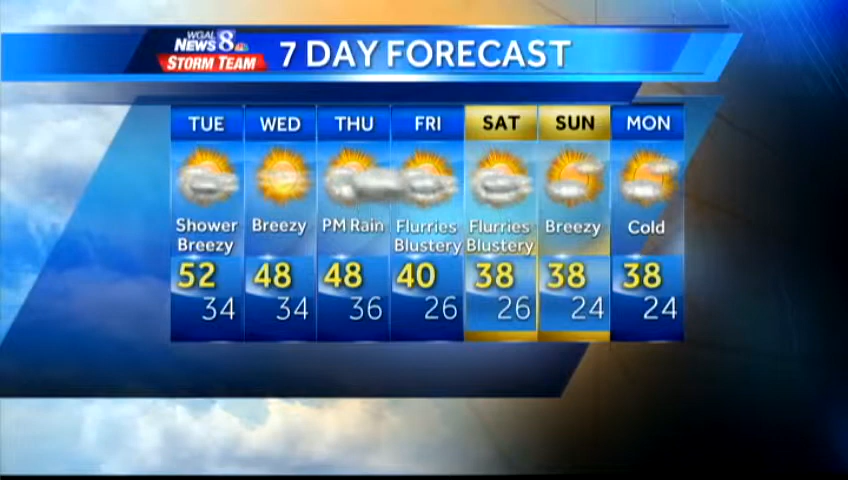 WGAL
NEWS 8
STORM TEAM
7 DAY FORECAST
TUE WED THU FRI SAT SUN MON
Shower Breezy PM Rain Flurries Flurries Breezy Cold
Breezy Blustery Blustery
52 48 48 40 38 38 38
34 34 36 26 26 24 24